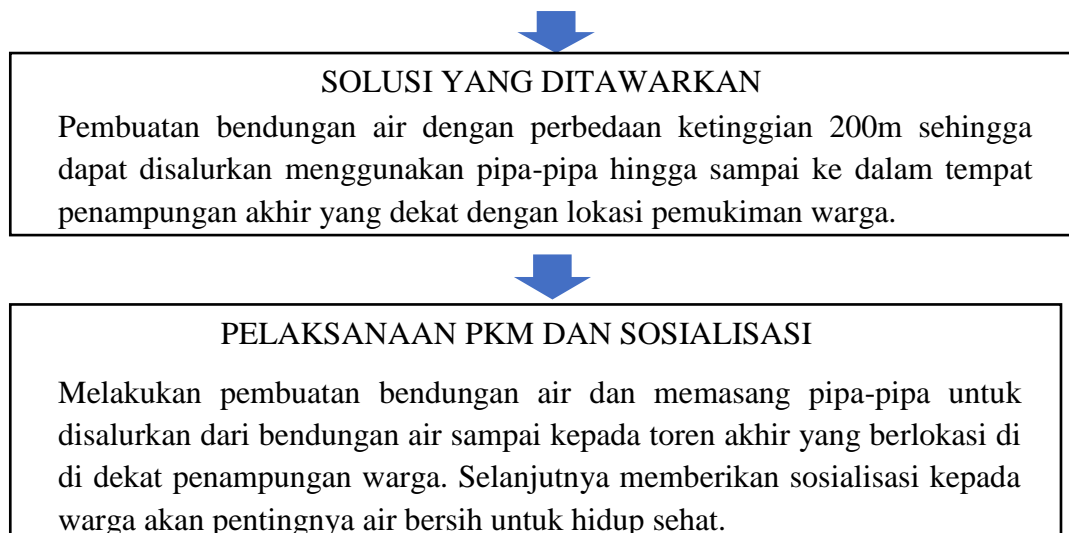 SOLUSI YANG DITAWARKAN
Pembuatan bendungan air dengan perbedaan ketinggian 200m sehingga
dapat disalurkan menggunakan pipa-pipa hingga sampai ke dalam tempat
penampungan akhir yang dekat dengan lokasi pemukiman warga.
PELAKSANAAN PKM DAN SOSIALISASI
Melakukan pembuatan bendungan air dan memasang pipa-pipa untuk
disalurkan dari bendungan air sampai kepada toren akhir yang berlokasi di
di dekat penampungan warga. Selanjutnya memberikan sosialisasi kepada
warga akan pentingnya air bersih untuk hidup sehat.